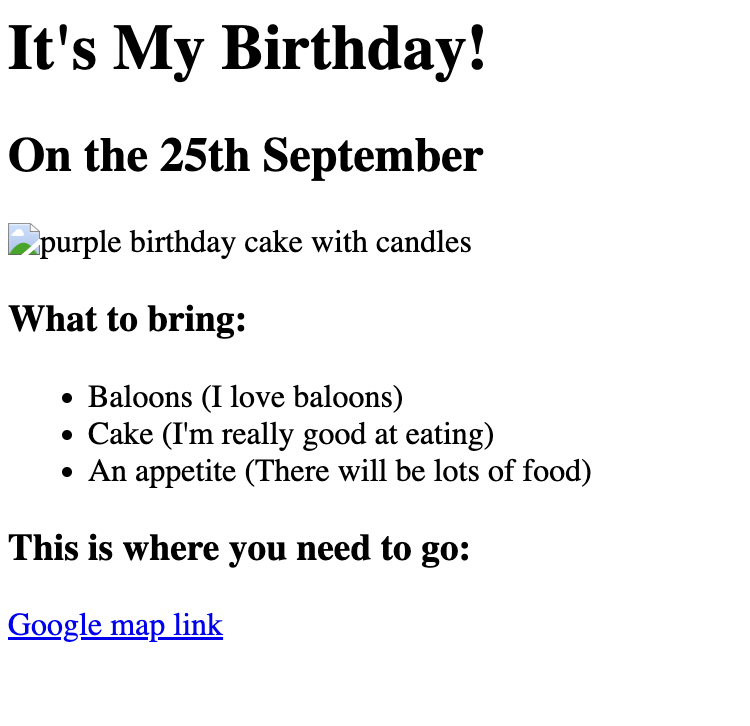 It's My Birthday!
On the 25th September
purple birthday cake with candles
What to bring:
Baloons (I love baloons)
Cake (I'm really good at eating)
An appetite (There will be lots of food)
This is where you need to go:
Google map link